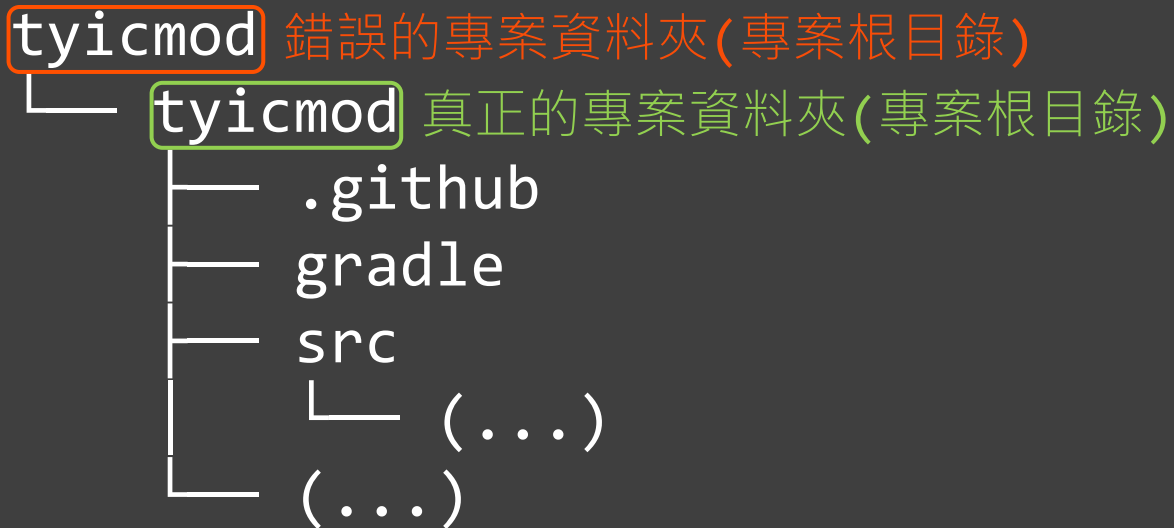 tyicmod 錯誤的專案資料夾(專案根目錄)
tyicmod 真正的專案資料夾(專案根目錄)
.github
gradle
src
(...)
(...)